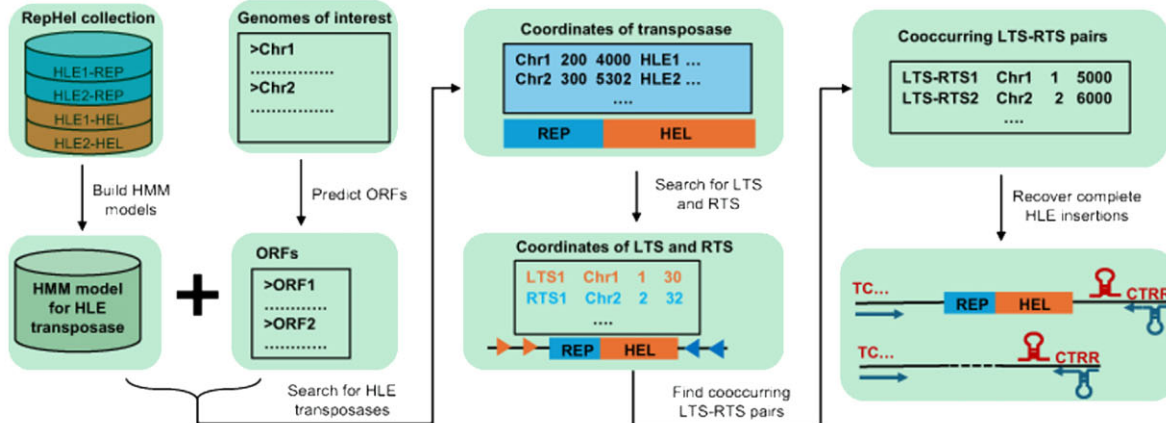 RepHel collection
HLE1-REP
HLE2-REP
HLE1-HEL
HLE2-HEL
Build HMM
models
HMM model
for HLE
transposase
Genomes of interest
>Chr1
..................
>Chr2
...............
Predict ORFs
+
ORFs
>ORF1
............
>ORF2
............
Search for HLE
transposases
Coordinates of transposase
Chr1 200 4000 HLE1 ...
Chr2 300 5302 HLE2 ...
....
REP HEL
Search for LTS
and RTS
Coordinates of LTS and RTS
LTS1 Chr1 1 30
RTS1 Chr2 2 32
....
REP HEL
Find cooccurring
LTS-RTS pairs
Cooccurring LTS-RTS pairs
LTS-RTS1 Chr1 1 5000
LTS-RTS2 Chr2 2 6000
....
Recover complete
HLE insertions
TC... REP HEL CTRR
TC... CTRR